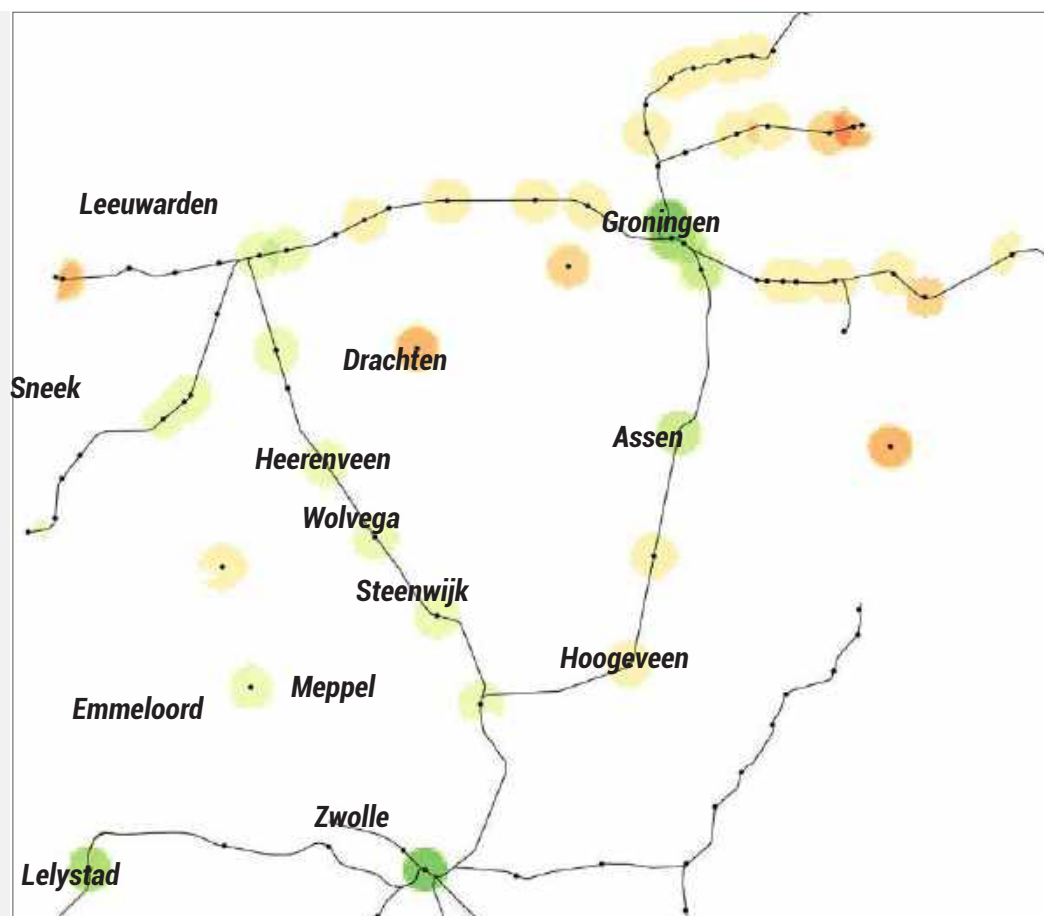 Leeuwarden
Groningen
Drachten
Sneek
Assen
Heerenveen
Wolvega
Steenwijk
Hoogeveen
Meppel
Emmeloord
Zwolle
Lelystad